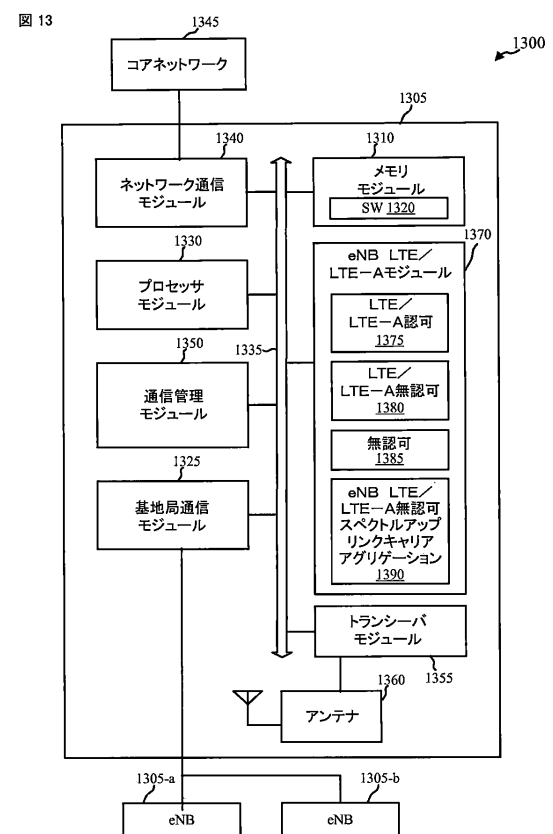 図 13
1345
1300
コアネットワーク
1305
1340
ネットワーク通信
モジュール
1310
メモリ
モジュール
SW 1320
1330
プロセッサ
モジュール
1370
eNB LTE／
LTE－Aモジュール
LTE／
LTE－A認可
1375
1335
1350
通信管理
モジュール
LTE／
LTE－A無認可
1380
無認可
1385
1325
基地局通信
モジュール
eNB LTE／
LTE－A無認可
スペクトルアップ
リンクキャリア
アグリゲーション
1390
トランシーバ
モジュール
1355
1360
アンテナ
1305-a
eNB
1305-b
eNB